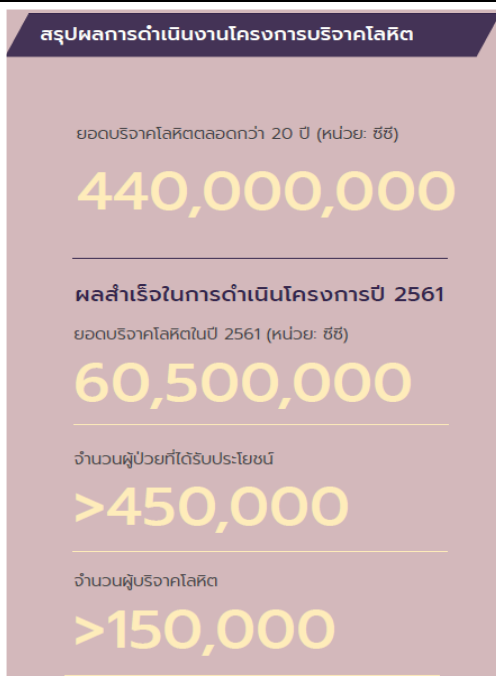 สรุปผลการดำเนินงานโครงการบริจาคโลหิต
ยอดบริจาคโลหิตตลอดกว่า 20 ปี (หน่วย: ซีซี)
440,000,000
ผลสำเร็จในการดำเนินโครงการปี 2561
ยอดบริจาคโลหิตในปี 2561 (หน่วย: ซีซี)
60,500,000
จำนวนผู้ป่วยที่ได้รับประโยชน์
>450,000
จำนวนผู้บริจาคโลหิต
>150,000